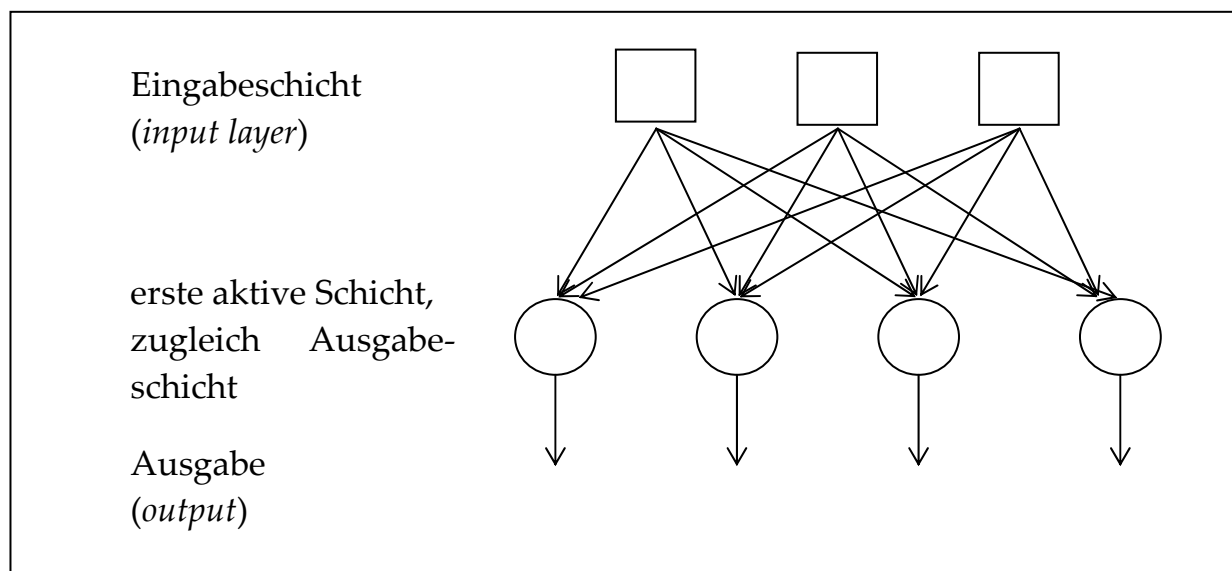 Eingabeschicht
(input layer)
erste aktive Schicht,
zugleich Ausgabe-
schicht
Ausgabe
(output)